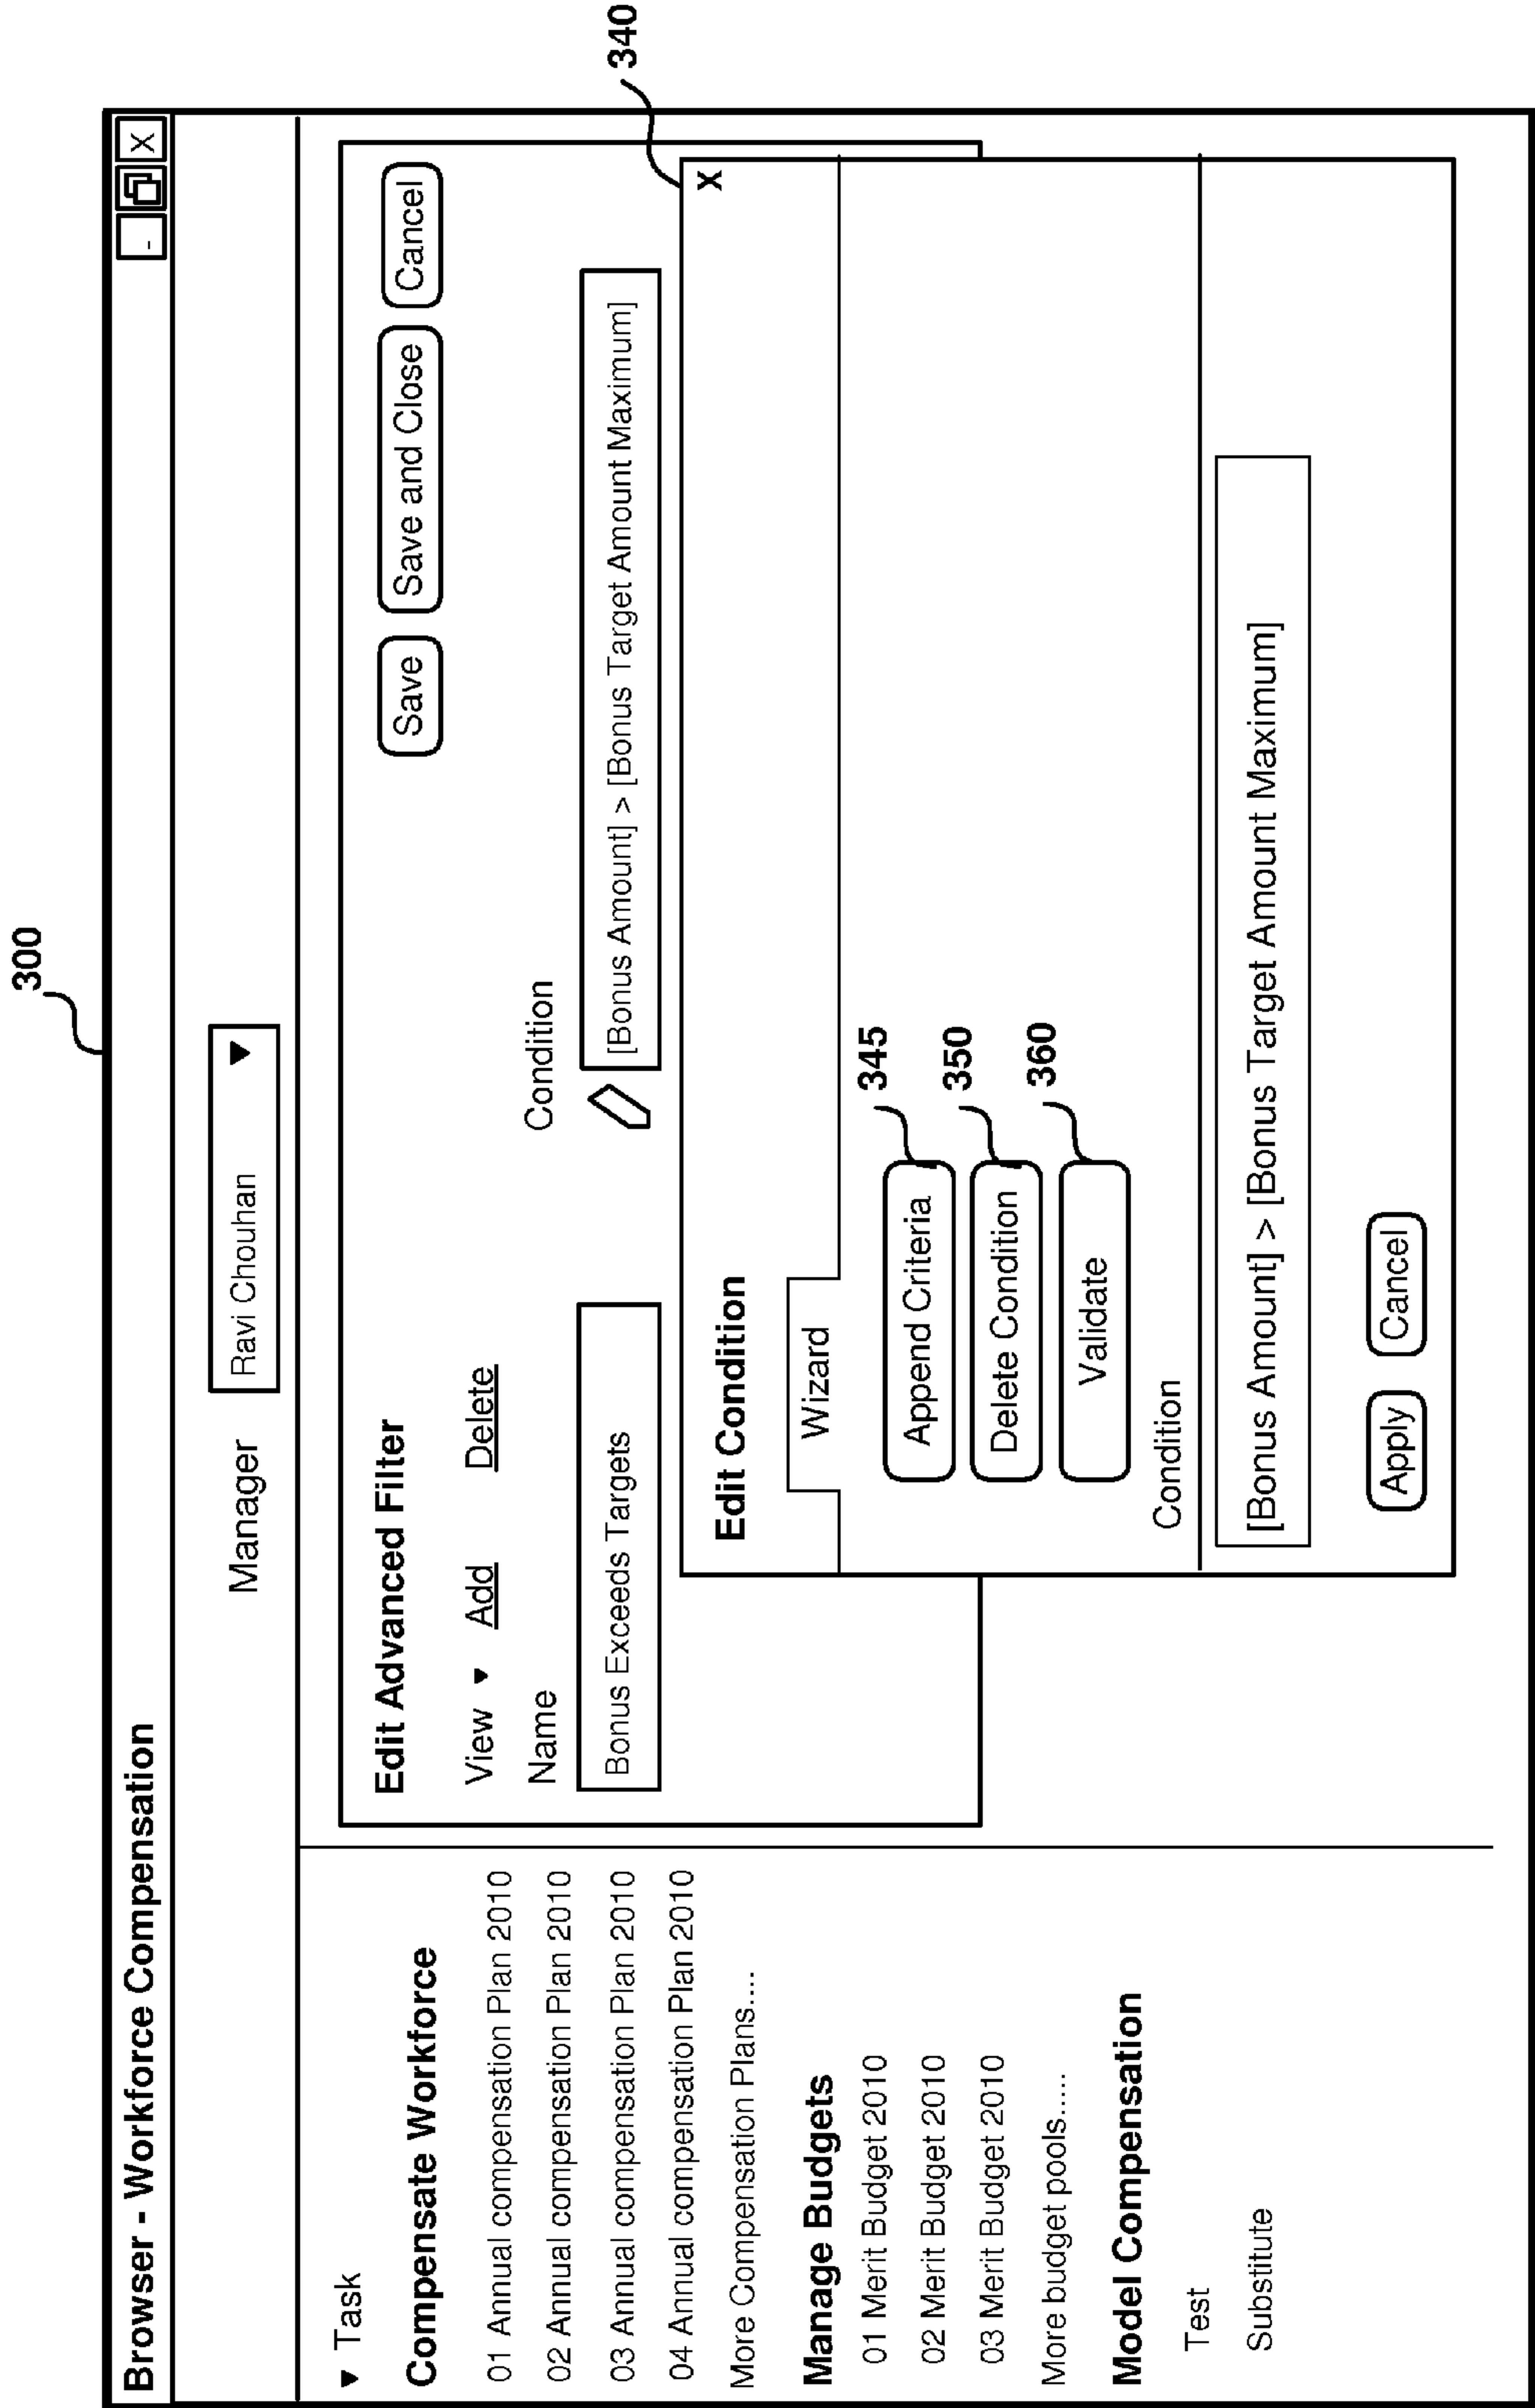 300
Browser - Workforce Compensation
- X
Manager
Ravi Chouhan ▼
▼ Task
Compensate Workforce
01 Annual compensation Plan 2010
02 Annual compensation Plan 2010
03 Annual compensation Plan 2010
04 Annual compensation Plan 2010
More Compensation Plans....
Manage Budgets
01 Merit Budget 2010
02 Merit Budget 2010
03 Merit Budget 2010
More budget pools.....
Model Compensation
Test
Substitute
Edit Advanced Filter
Save Save and Close Cancel
View ▼ Add Delete
Name Condition
Bonus Exceeds Targets [Bonus Amount] > [Bonus Target Amount Maximum]
340
Edit Condition X
Wizard
Append Criteria 345
Delete Condition 350
Validate 360
Condition
[Bonus Amount] > [Bonus Target Amount Maximum]
Apply Cancel